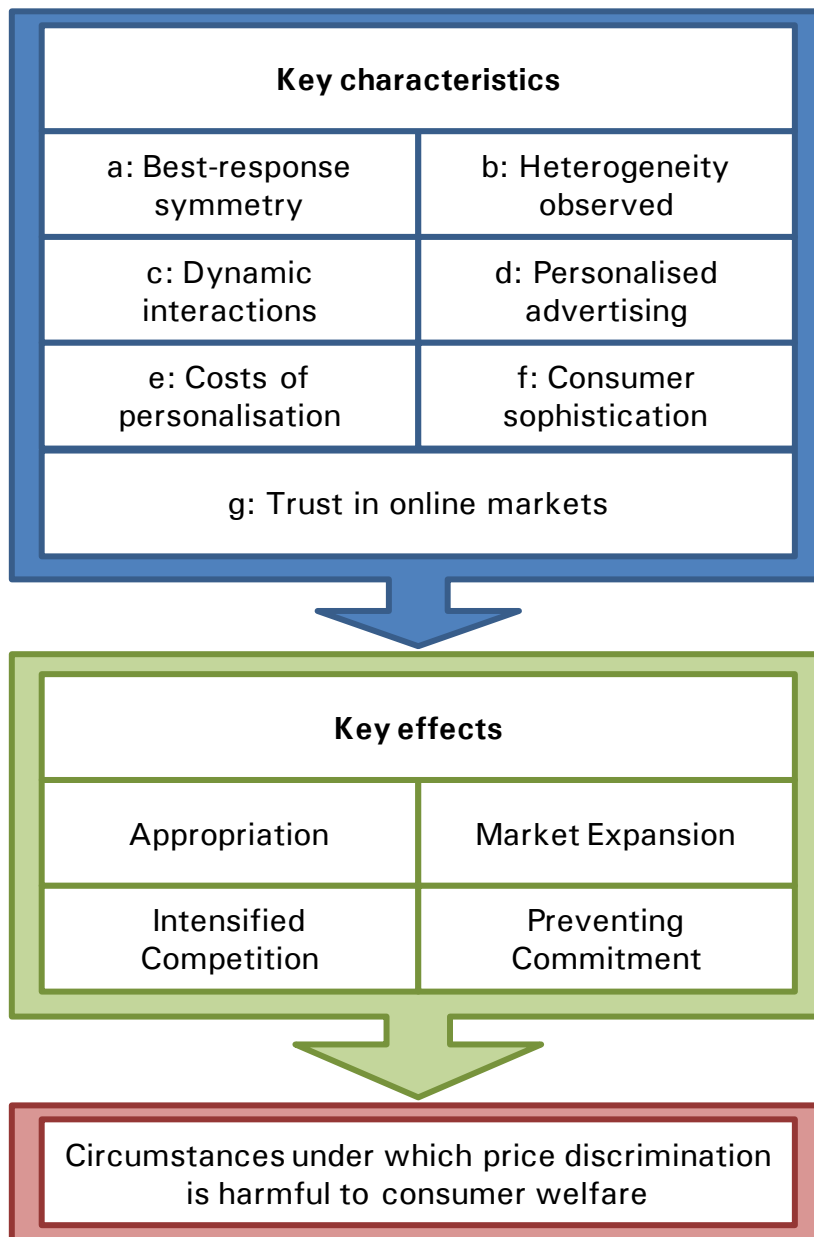 Key characteristics
a: Best-response
symmetry
b: Heterogeneity
observed
c: Dynamic
interactions
d: Personalised
advertising
e: Costs of
personalisation
f: Consumer
sophistication
g: Trust in online markets
Key effects
Appropriation
Market Expansion
Intensified
Competition
Preventing
Commitment
Circumstances under which price discrimination
is harmful to consumer welfare